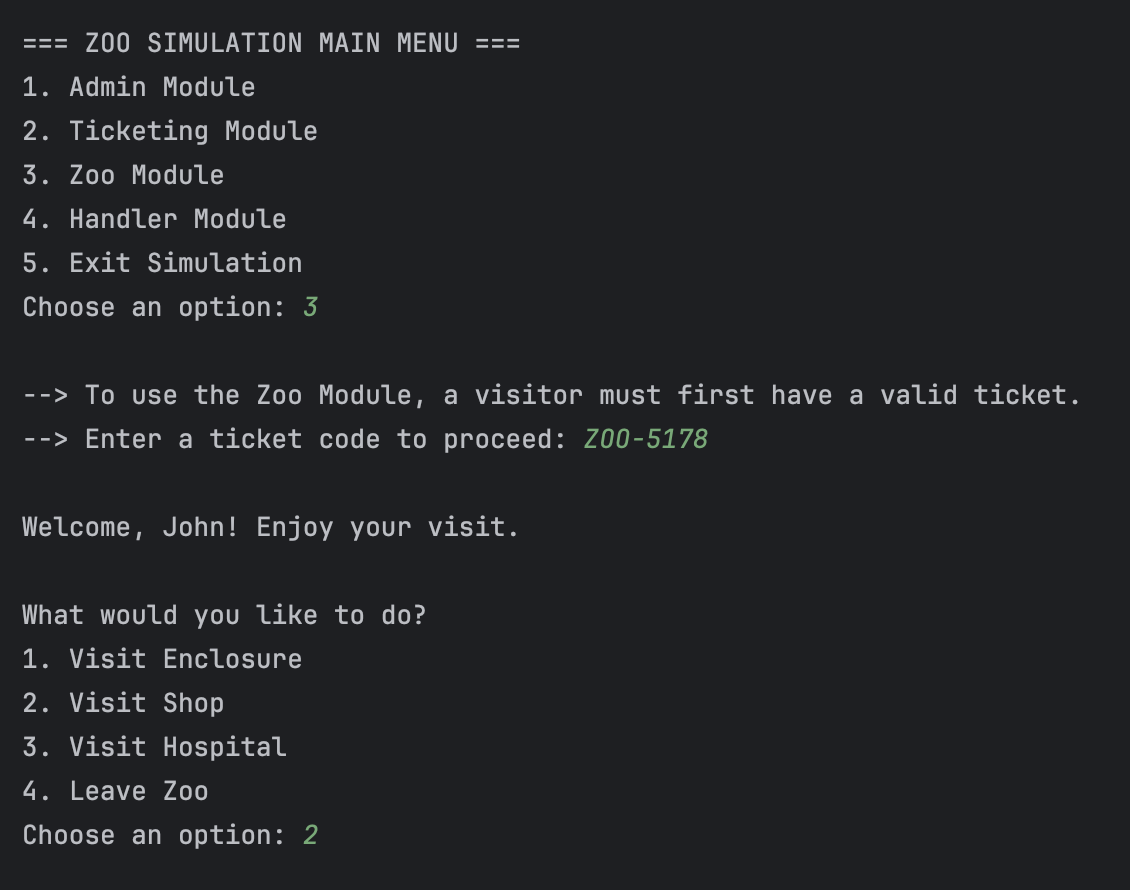 === ZOO SIMULATION MAIN MENU ===
1. Admin Module
2. Ticketing Module
3. Zoo Module
4. Handler Module
5. Exit Simulation
Choose an option: 3
--> To use the Zoo Module, a visitor must first have a valid ticket.
--> Enter a ticket code to proceed: ZOO-5178
Welcome, John! Enjoy your visit.
What would you like to do?
1. Visit Enclosure
2. Visit Shop
3. Visit Hospital
4. Leave Zoo
Choose an option: 2